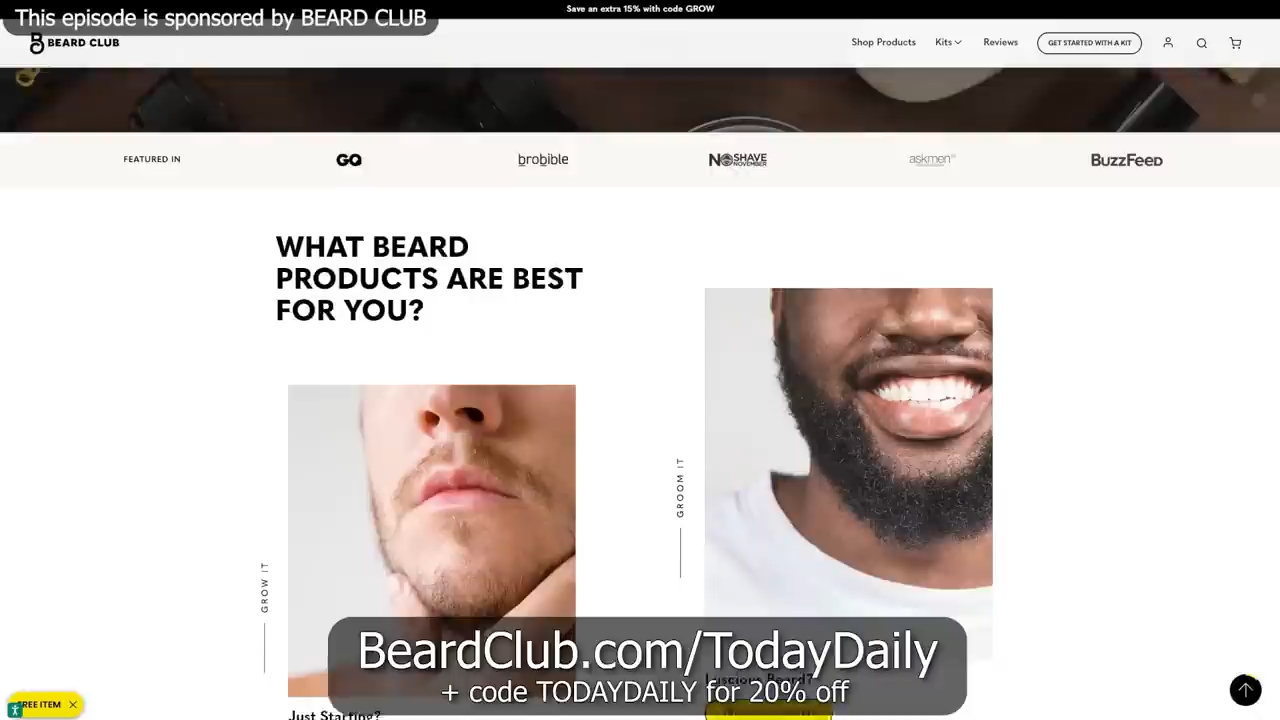 Save an extra 15% with code GROW
This episode is sponsored by BEARD CLUB
BEARD CLUB
Shop Products
Kits
Reviews
GET STARTED WITH A KIT
FEATURED IN
GQ
brobible
NO SHAVE
NOVEMBER
askmen
BuzzFeed
WHAT BEARD
PRODUCTS ARE BEST
FOR YOU?
GROOM IT
GROW IT
BeardClub.com/TodayDaily
+ code TODAYDAILY for 20% off
Luscious Beard?
FREE ITEM
Just Starting?